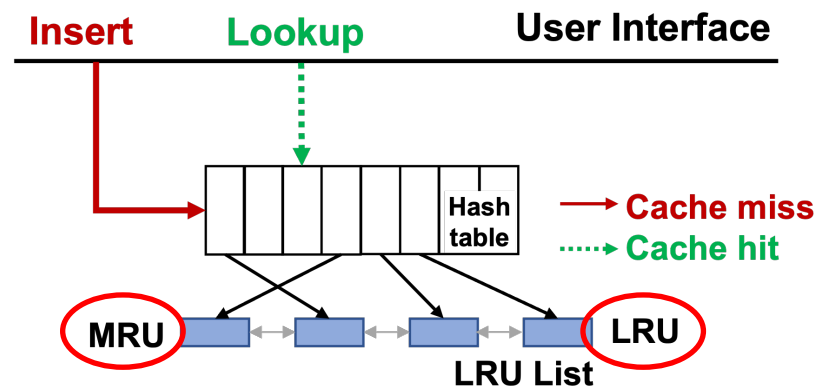 Insert
Lookup
User Interface
Hash
table
Cache miss
Cache hit
MRU
LRU
LRU List